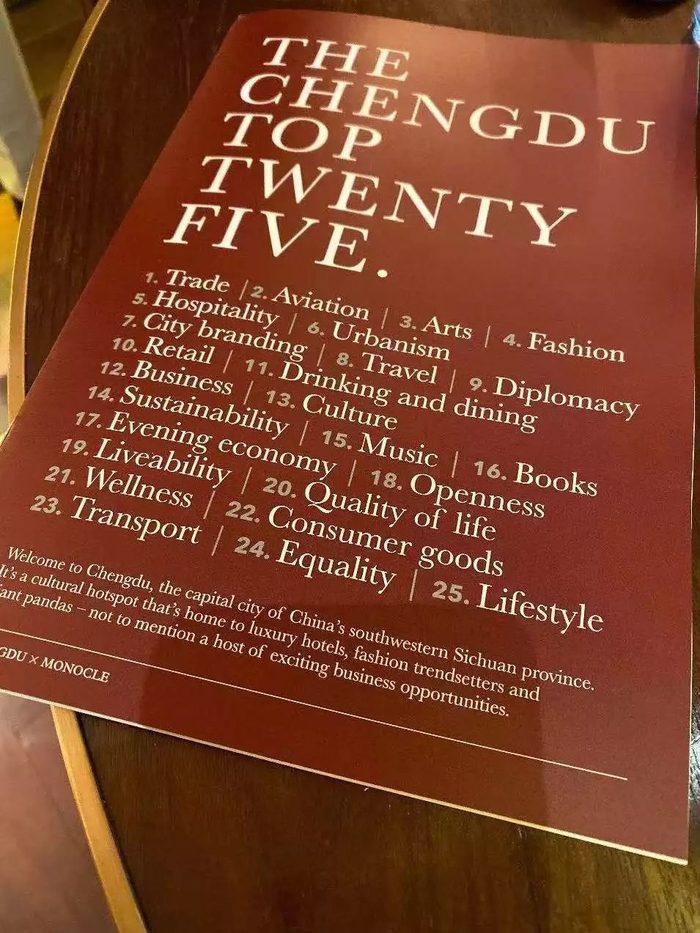 THE
CHENGDU
TOP
TWENTY
FIVE.
1. Trade | 2. Aviation | 3. Arts | 4. Fashion
5. Hospitality | 6. Urbanism
7. City branding | 8. Travel | 9. Diplomacy
10. Retail | 11. Drinking and dining
12. Business | 13. Culture
14. Sustainability | 15. Music | 16. Books
17. Evening economy | 18. Openness
19. Liveability | 20. Quality of life
21. Wellness | 22. Consumer goods
23. Transport | 24. Equality | 25. Lifestyle
Welcome to Chengdu, the capital city of China's southwestern Sichuan province.
It's a cultural hotspot that's home to luxury hotels, fashion trendsetters and
ant pandas – not to mention a host of exciting business opportunities.
GDU × MONOCLE